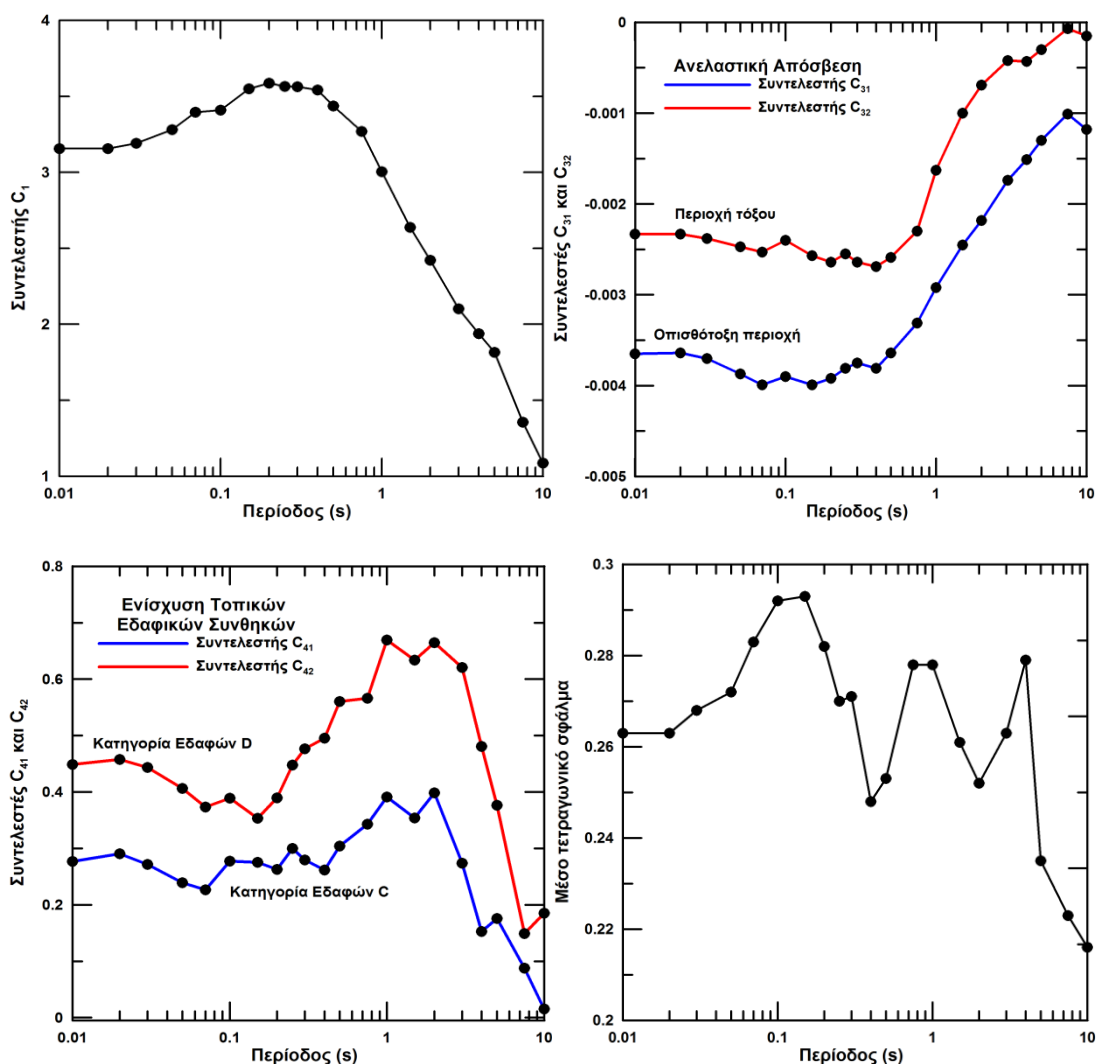 4
3
2
1
0.01
0.1
1
10
Περίοδος (s)
Συντελεστής C1
0
-0.001
-0.002
-0.003
-0.004
-0.005
0.01
0.1
1
10
Περίοδος (s)
Συντελεστές C31 και C32
Ανελαστική Απόσβεση
Συντελεστής C31
Συντελεστής C32
Περιοχή τόξου
Οπισθότοξη περιοχή
0.8
0.6
0.4
0.2
0
0.01
0.1
1
10
Περίοδος (s)
Συντελεστές C41 και C42
Ενίσχυση Τοπικών
Εδαφικών Συνθηκών
Συντελεστής C41
Συντελεστής C42
Κατηγορία Εδαφών D
Κατηγορία Εδαφών C
0.3
0.28
0.26
0.24
0.22
0.2
0.01
0.1
1
10
Περίοδος (s)
Μέσο τετραγωνικό σφάλμα